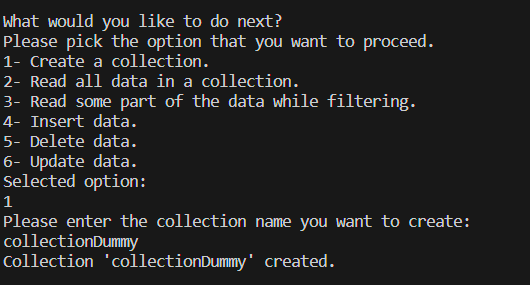 What would you like to do next?
Please pick the option that you want to proceed.
1- Create a collection.
2- Read all data in a collection.
3- Read some part of the data while filtering.
4- Insert data.
5- Delete data.
6- Update data.
Selected option:
1
Please enter the collection name you want to create:
collectionDummy
Collection 'collectionDummy' created.